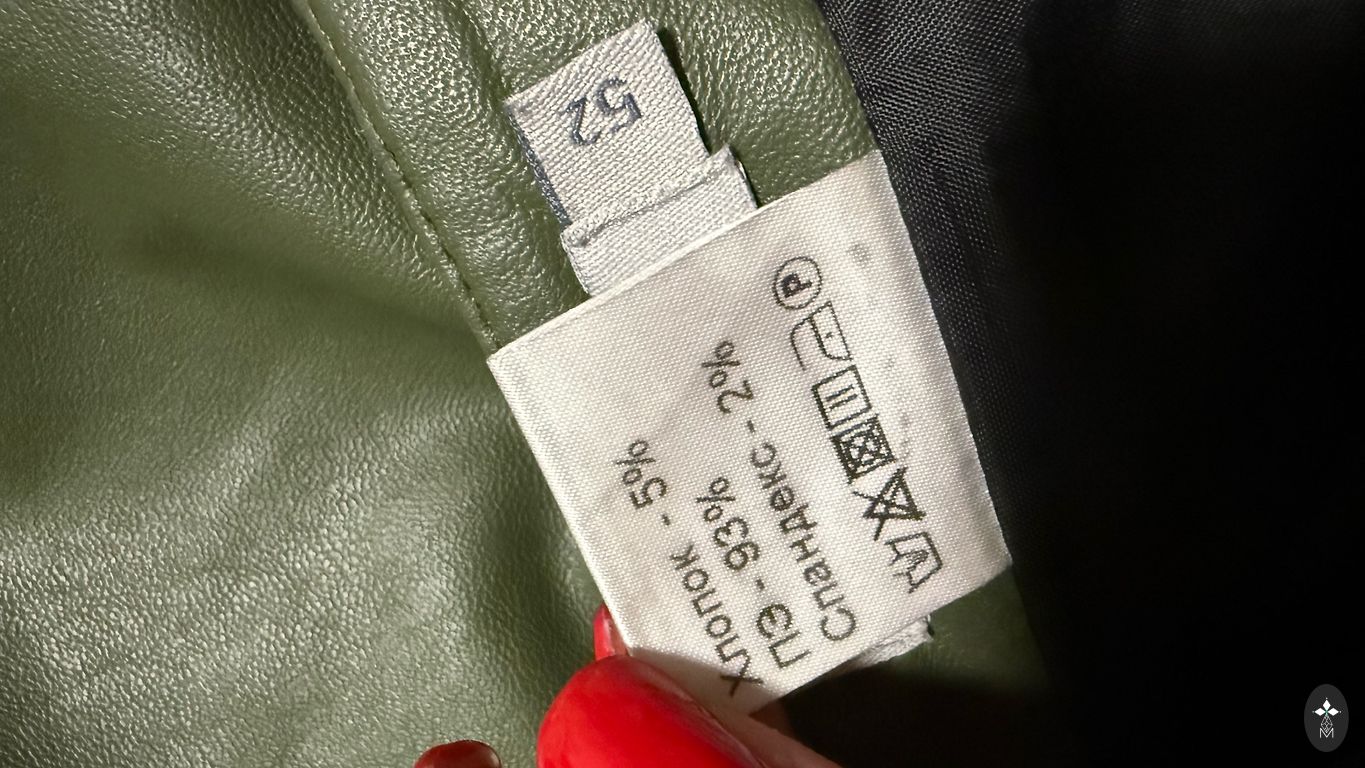 52
Хлопок - 5%
ПЭ - 93%
Спандекс - 2%
P
M